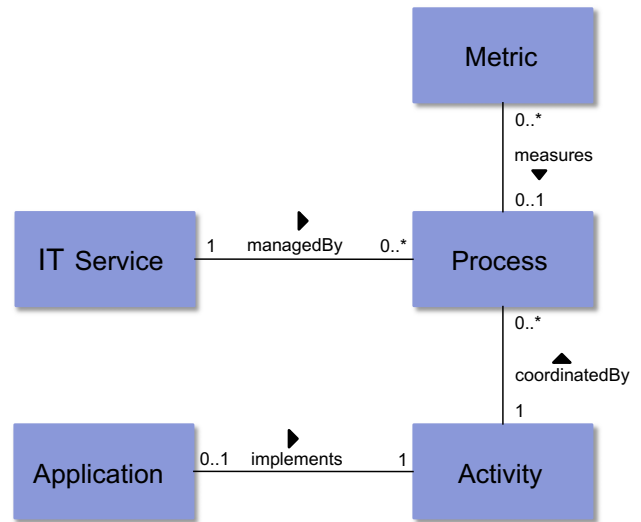 Metric
0..*
measures
0..1
IT Service
1
managedBy
0..*
Process
0..*
coordinatedBy
1
Application
0..1
implements
1
Activity